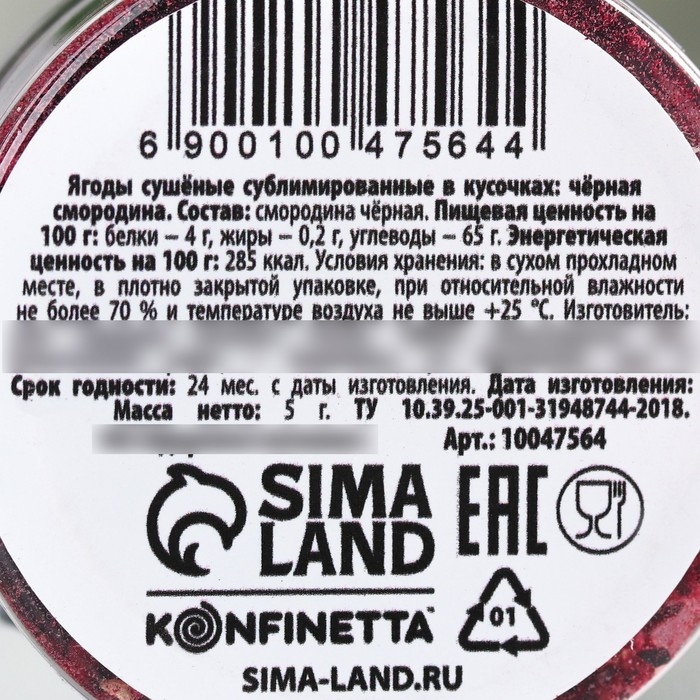 6 900100 475644
Ягоды сушёные сублимированные в кусочках: чёрная
смородина. Состав: смородина чёрная. Пищевая ценность на
100 г: белки – 4 г, жиры – 0,2 г, углеводы – 65 г. Энергетическая
ценность на 100 г: 285 ккал. Условия хранения: в сухом прохладном
месте, в плотно закрытой упаковке, при относительной влажности
не более 70 % и температуре воздуха не выше +25 °С. Изготовитель:
Срок годности: 24 мес. с даты изготовления. Дата изготовления:
Масса нетто: 5 г. ТУ 10.39.25-001-31948744-2018.
Арт.: 10047564
SIMA
LAND
EAC
KONFINETTA
01
SIMA-LAND.RU